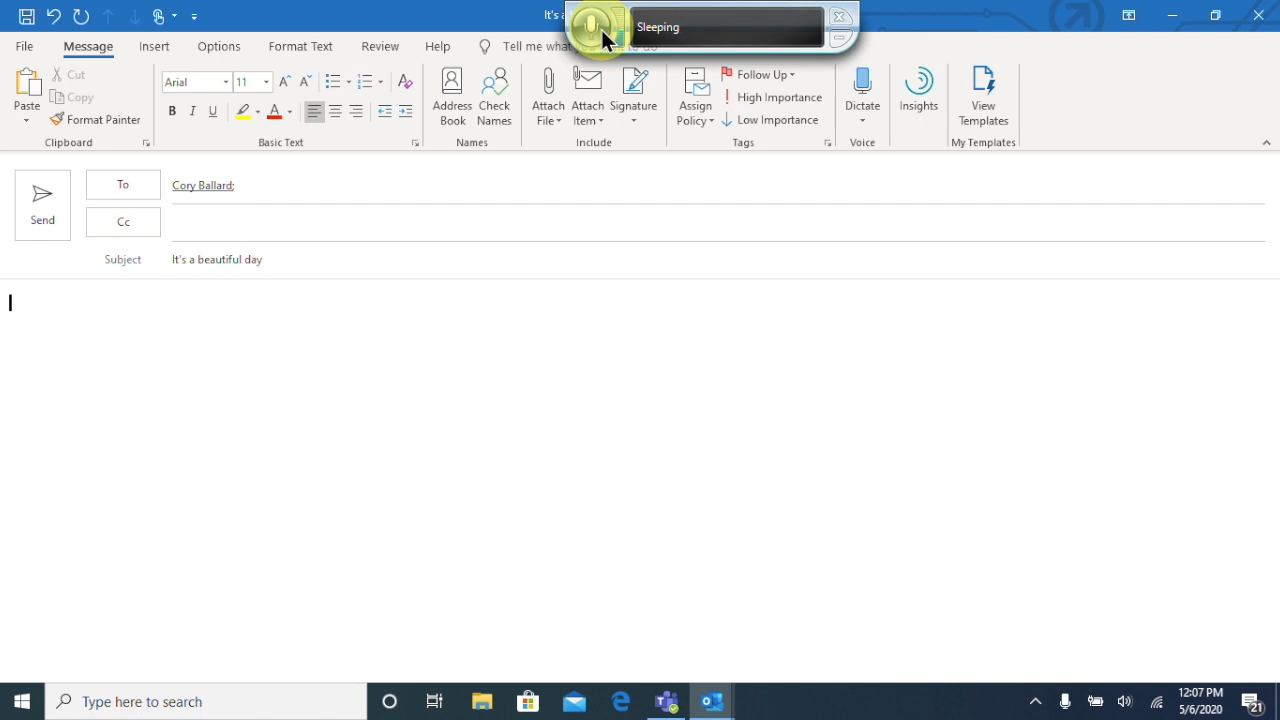 It's a
Sleeping
File Message Insert Options Format Text Review Help Tell me what
Paste
Cut
Copy
Format Painter
Clipboard
Arial 11
B I U
Basic Text
Address Book
Check Names
Names
Attach File
Attach Item
Signature
Include
Assign Policy
Follow Up
High Importance
Low Importance
Tags
Dictate
Voice
Insights
View Templates
My Templates
Send
To Cory Ballard;
Cc
Subject It's a beautiful day
Type here to search
12:07 PM
5/6/2020
21